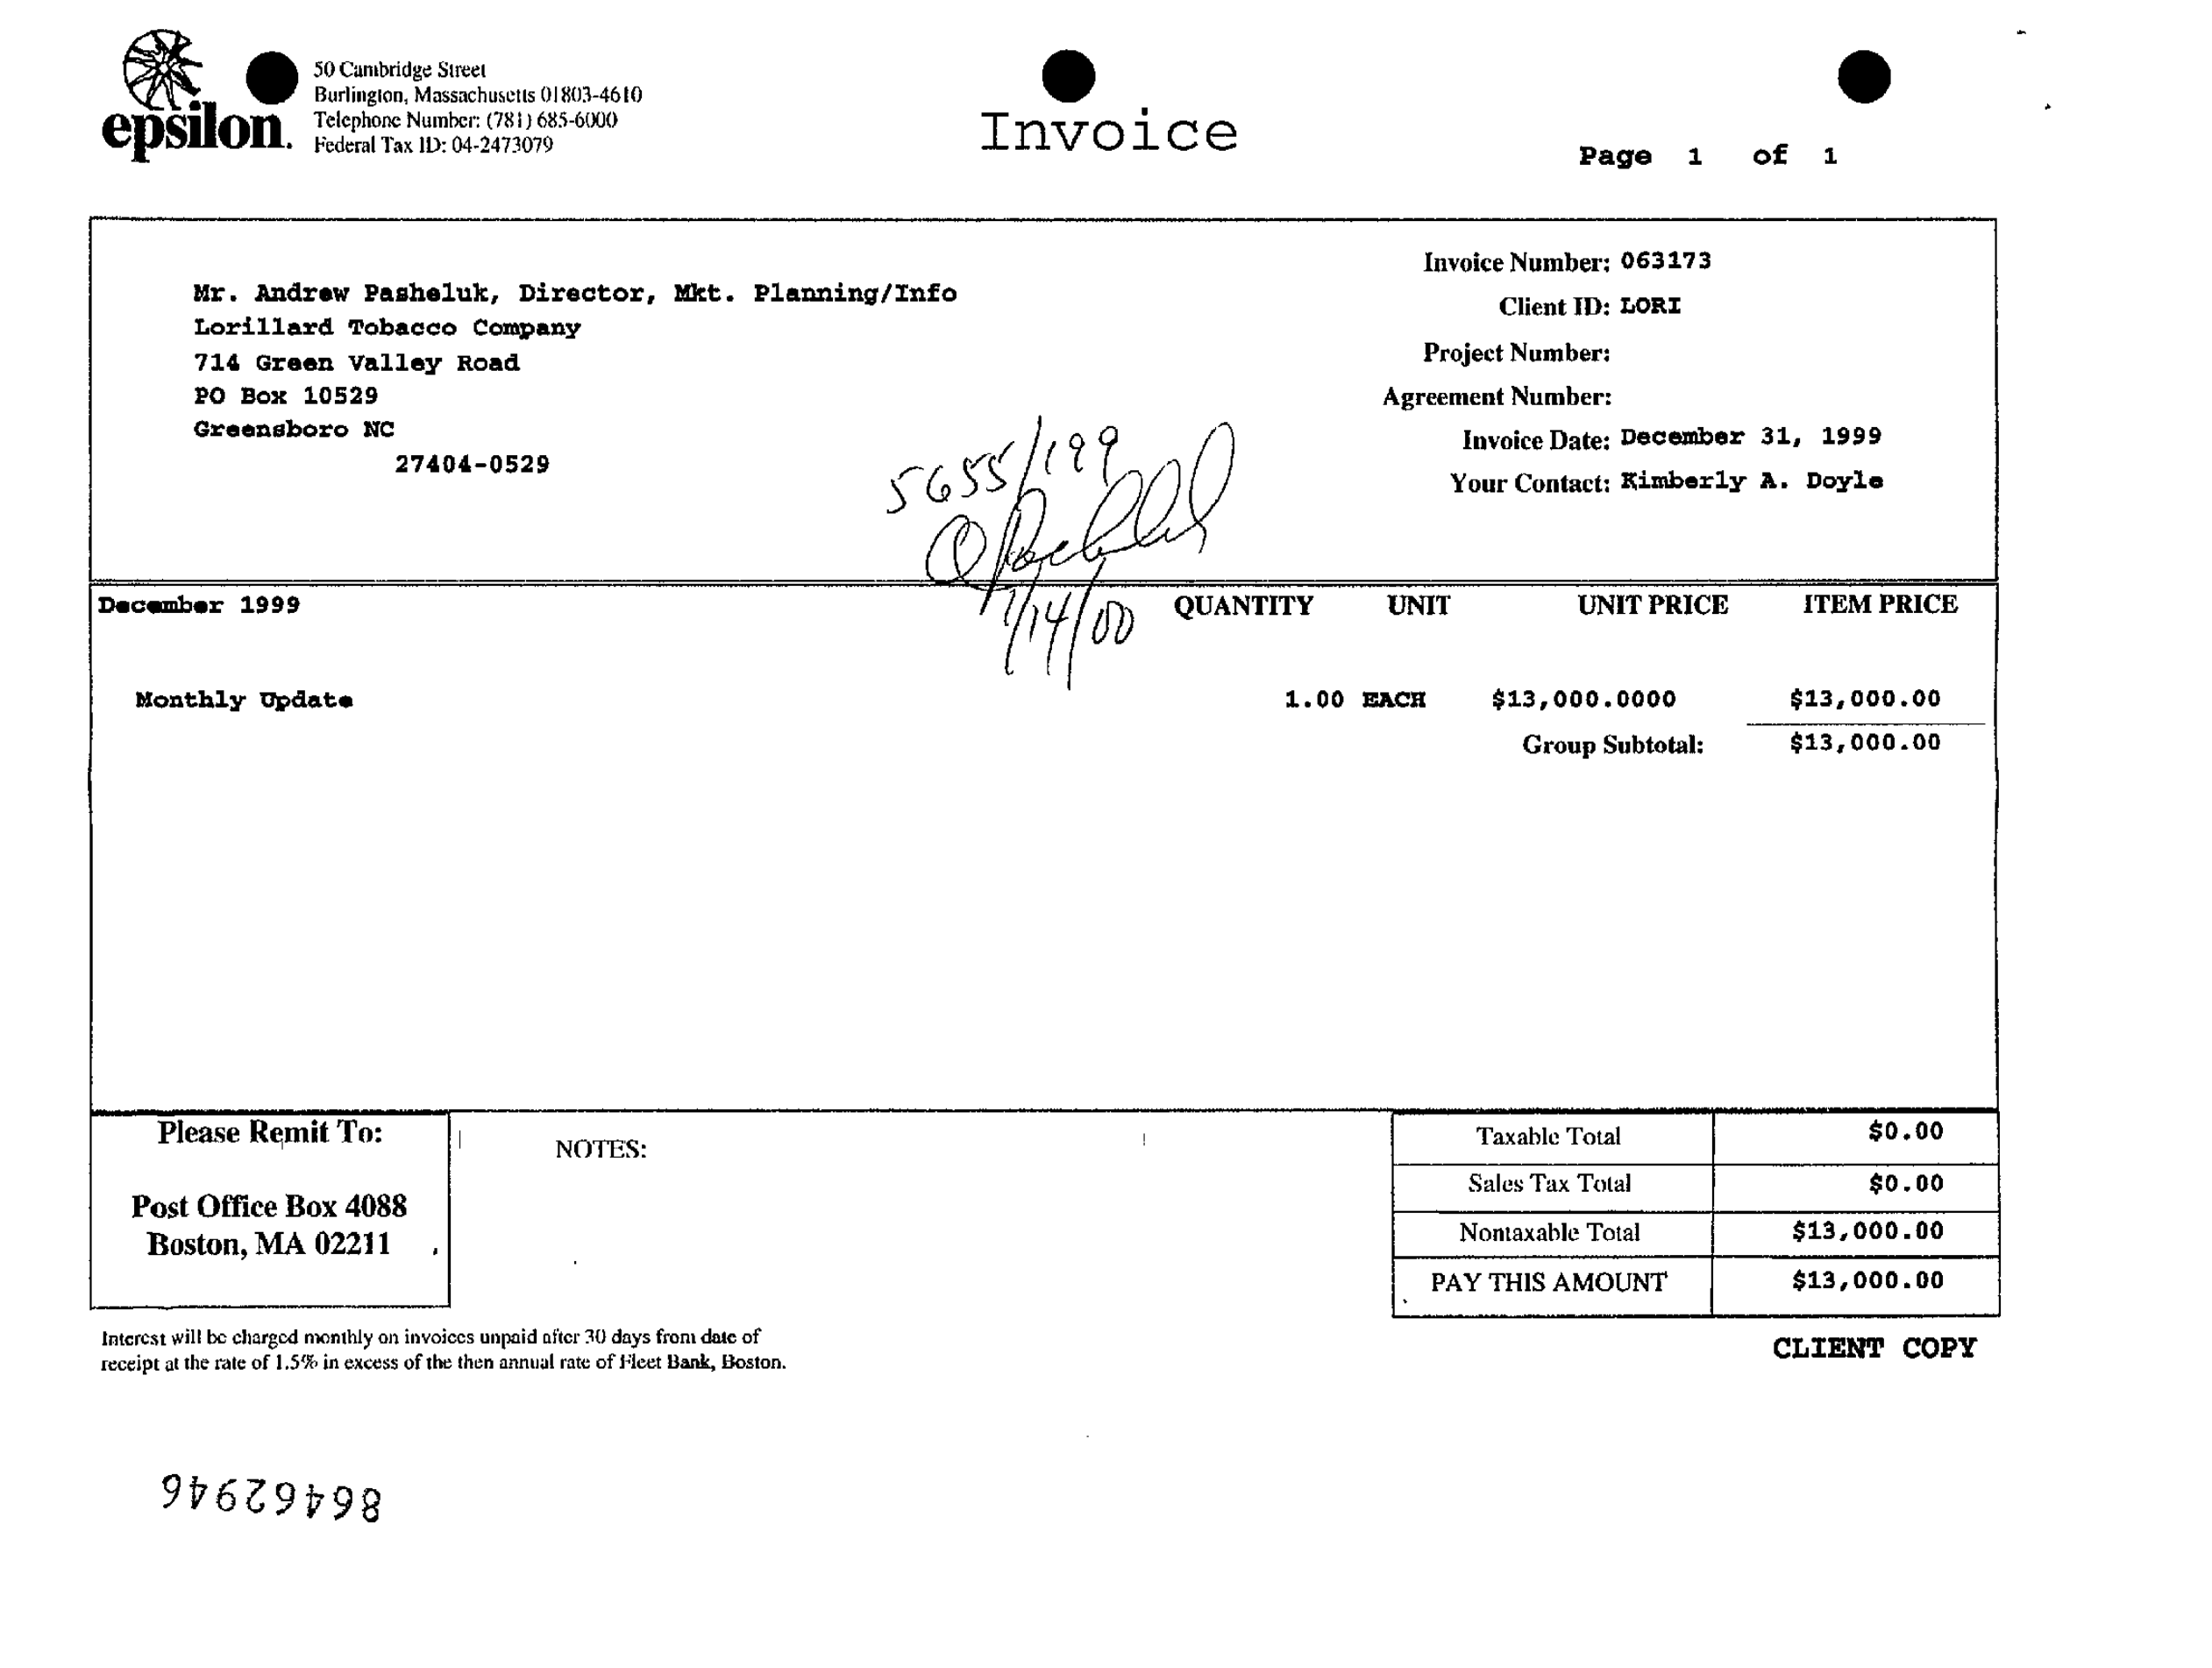 epsilon.
50 Cambridge Street
Burlington, Massachusetts 01803-4610
Telephone Number: (781) 685-6000
Federal Tax ID: 04-2473079
Invoice
Page 1 of 1
Mr. Andrew Pasheluk, Director, Mkt. Planning/Info
Lorillard Tobacco Company
714 Green Valley Road
PO Box 10529
Greensboro NC
27404-0529
Invoice Number: 063173
Client ID: LORI
Project Number:
Agreement Number:
Invoice Date: December 31, 1999
Your Contact: Kimberly A. Doyle
5655/199
1/14/00
December 1999 QUANTITY UNIT UNIT PRICE ITEM PRICE
Monthly Update 1.00 EACH $13,000.0000 $13,000.00
Group Subtotal: $13,000.00
Please Remit To:
Post Office Box 4088
Boston, MA 02211
NOTES:
Taxable Total $0.00
Sales Tax Total $0.00
Nontaxable Total $13,000.00
PAY THIS AMOUNT $13,000.00
Interest will be charged monthly on invoices unpaid after 30 days from date of
receipt at the rate of 1.5% in excess of the then annual rate of Fleet Bank, Boston.
CLIENT COPY
86462946